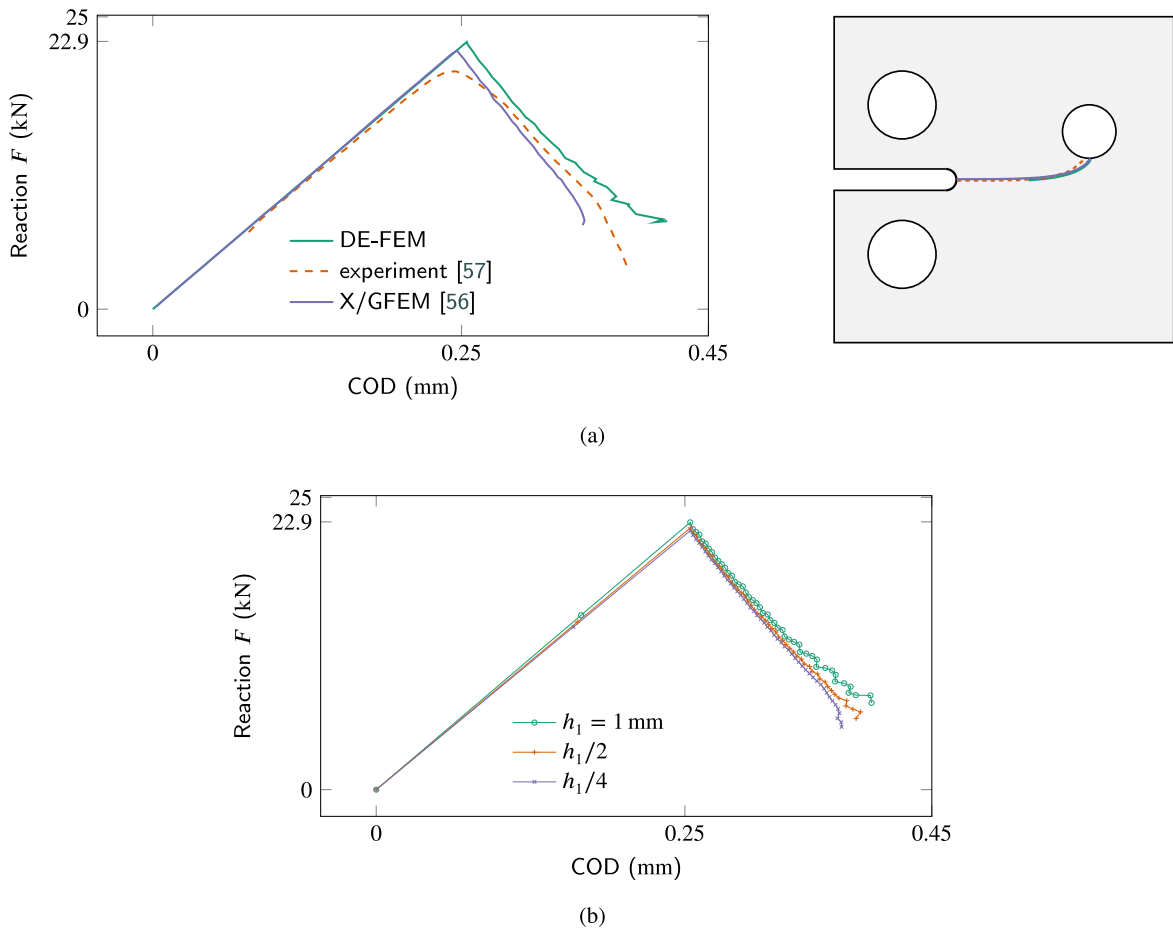 25
22.9
Reaction F (kN)
0
DE-FEM
experiment [57]
X/GFEM [56]
0
0.25
0.45
COD (mm)
(a)
25
22.9
Reaction F (kN)
0
h₁ = 1 mm
h₁/2
h₁/4
0
0.25
0.45
COD (mm)
(b)